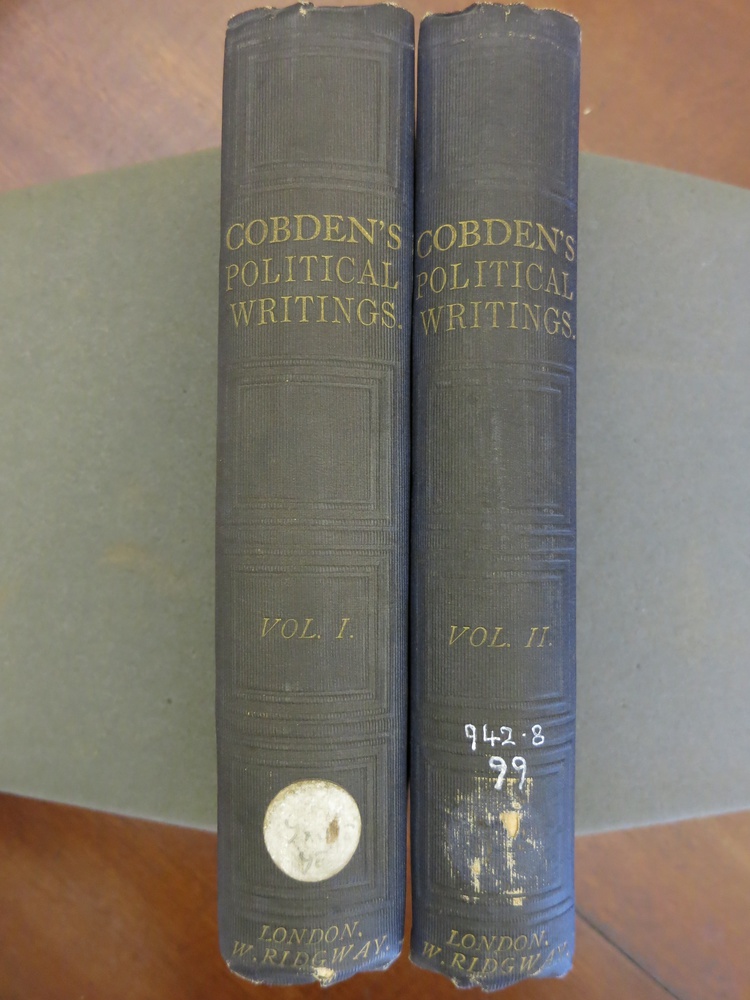 COBDEN'S
POLITICAL
WRITINGS.
VOL. I.
LONDON.
W. RIDGWAY.
COBDEN'S
POLITICAL
WRITINGS.
VOL. II.
942.8
99
LONDON.
W. RIDGWAY.